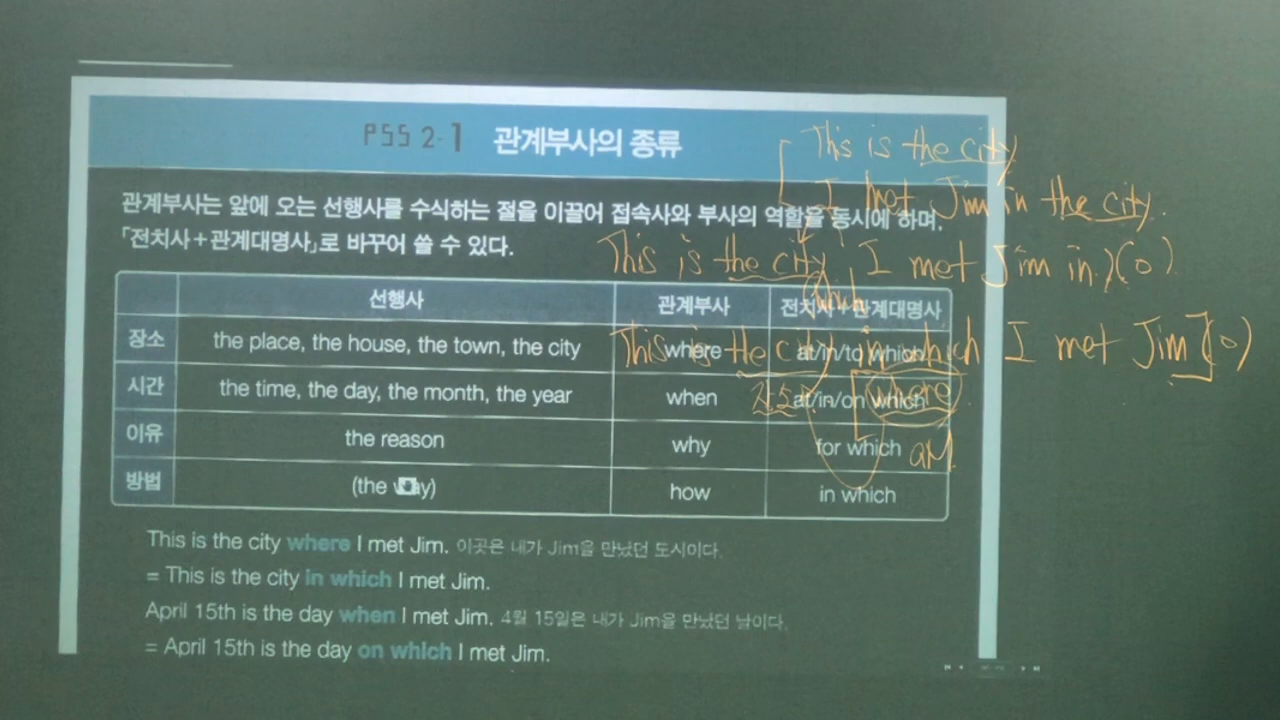 PSS 2-1 관계부사의 종류
관계부사는 앞에 오는 선행사를 수식하는 절을 이끌어 접속사와 부사의 역할을 동시에 하며,
「전치사+관계대명사」로 바꾸어 쓸 수 있다.
선행사 관계부사 전치사+관계대명사
장소 the place, the house, the town, the city where at/in/to which
시간 the time, the day, the month, the year when at/in/on which
이유 the reason why for which
방법 (the way) how in which
This is the city where I met Jim. 이곳은 내가 Jim을 만났던 도시이다.
= This is the city in which I met Jim.
April 15th is the day when I met Jim. 4월 15일은 내가 Jim을 만났던 날이다.
= April 15th is the day on which I met Jim.
This is the city
I met Jim in the city.
This is the city I met Jim in.)(o)
which
This is the city in which I met Jim](o)
장소 where